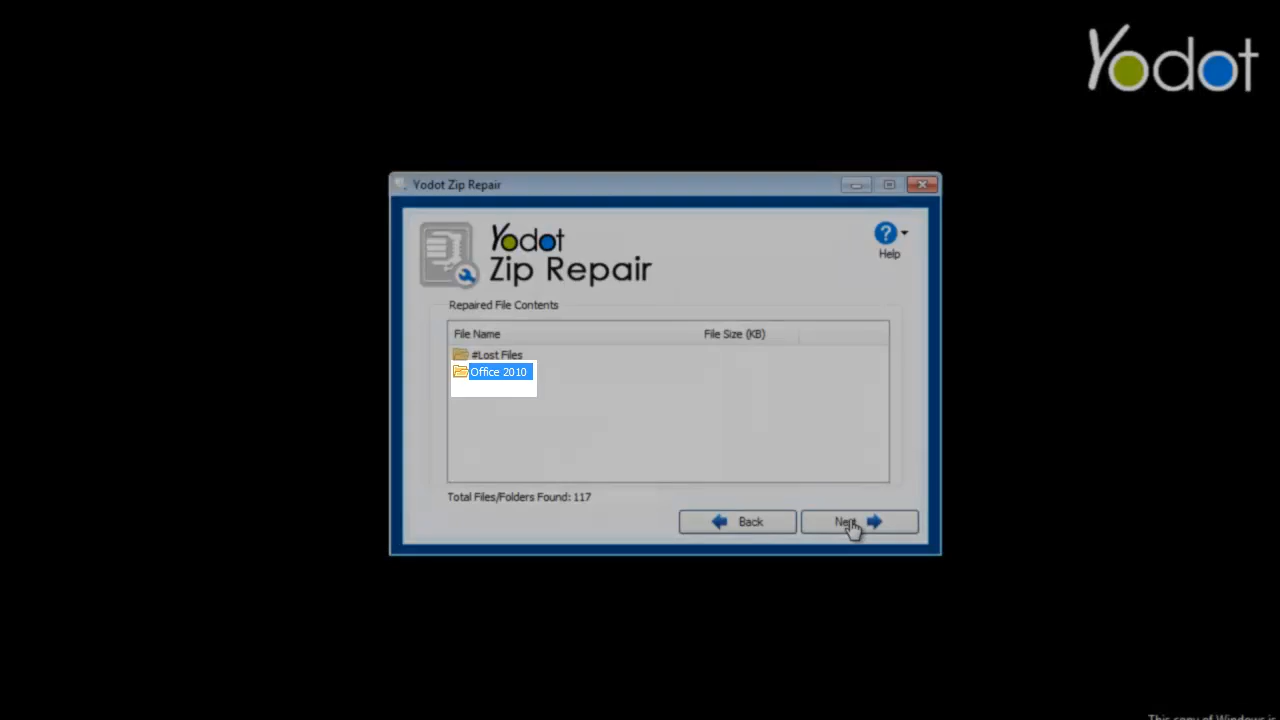 Yodot
Yodot Zip Repair
Yodot
Zip Repair
Help
Repaired File Contents
File Name File Size (KB)
#Lost Files
Office 2010
Total Files/Folders Found: 117
Back Next
This copy of Windows is